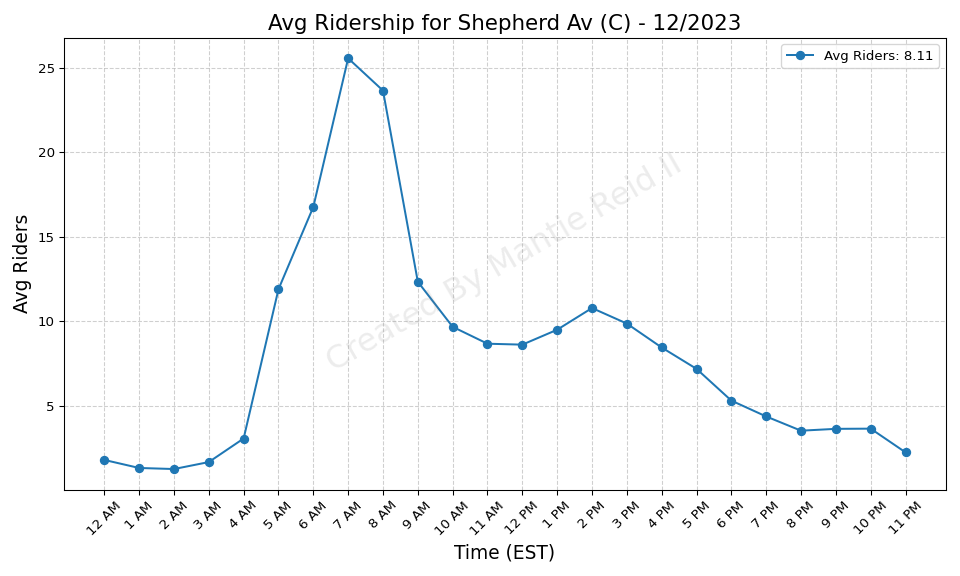 Avg Ridership for Shepherd Av (C) - 12/2023
Avg Riders: 8.11
Avg Riders
25
20
15
10
5
Created By Mantie Reid II
12 AM
1 AM
2 AM
3 AM
4 AM
5 AM
6 AM
7 AM
8 AM
9 AM
10 AM
11 AM
12 PM
1 PM
2 PM
3 PM
4 PM
5 PM
6 PM
7 PM
8 PM
9 PM
10 PM
11 PM
Time (EST)